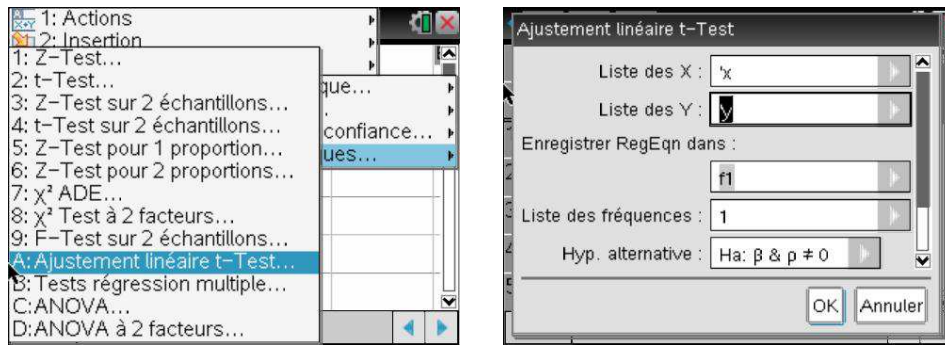 1: Actions
2: Insertion
1: Z-Test...
2: t-Test...
3: Z-Test sur 2 échantillons...
4: t-Test sur 2 échantillons...
5: Z-Test pour 1 proportion...
6: Z-Test pour 2 proportions...
7: χ² ADE...
8: χ² Test à 2 facteurs...
9: F-Test sur 2 échantillons...
A: Ajustement linéaire t-Test...
B: Tests régression multiple...
C: ANOVA...
D: ANOVA à 2 facteurs...
que...
confiance...
ues...
Ajustement linéaire t-Test
Liste des X : 'x
Liste des Y : y
Enregistrer RegEqn dans :
f1
Liste des fréquences : 1
Hyp. alternative : Ha: β & ρ ≠ 0
OK Annuler